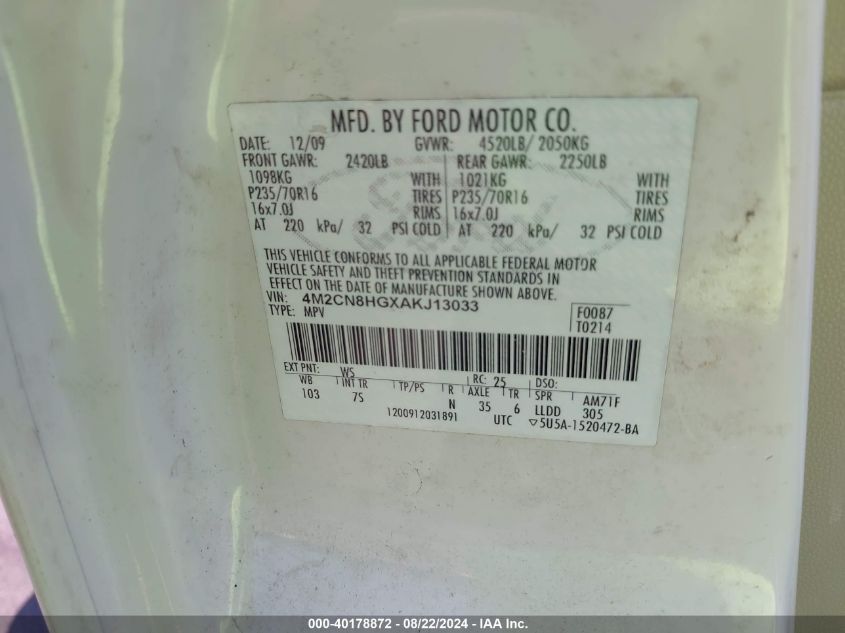 MFD. BY FORD MOTOR CO.
DATE: 12/09 GVWR: 4520LB/ 2050KG
FRONT GAWR: 2420LB REAR GAWR: 2250LB
1098KG WITH 1021KG WITH
P235/70R16 TIRES P235/70R16 TIRES
16x7.0J RIMS 16x7.0J RIMS
AT 220 kPa/ 32 PSI COLD AT 220 kPa/ 32 PSI COLD
THIS VEHICLE CONFORMS TO ALL APPLICABLE FEDERAL MOTOR
VEHICLE SAFETY AND THEFT PREVENTION STANDARDS IN
EFFECT ON THE DATE OF MANUFACTURE SHOWN ABOVE.
VIN: 4M2CN8HGXAKJ13033
TYPE: MPV
F0087
T0214
EXT PNT: WS RC: 25 DSO:
WB INT TR TP/PS R AXLE TR SPR AM71F
103 7S N 35 6 LLDD 305
1200912031891 UTC ▽5U5A-1520472-BA
000-40178872 - 08/22/2024 - IAA Inc.